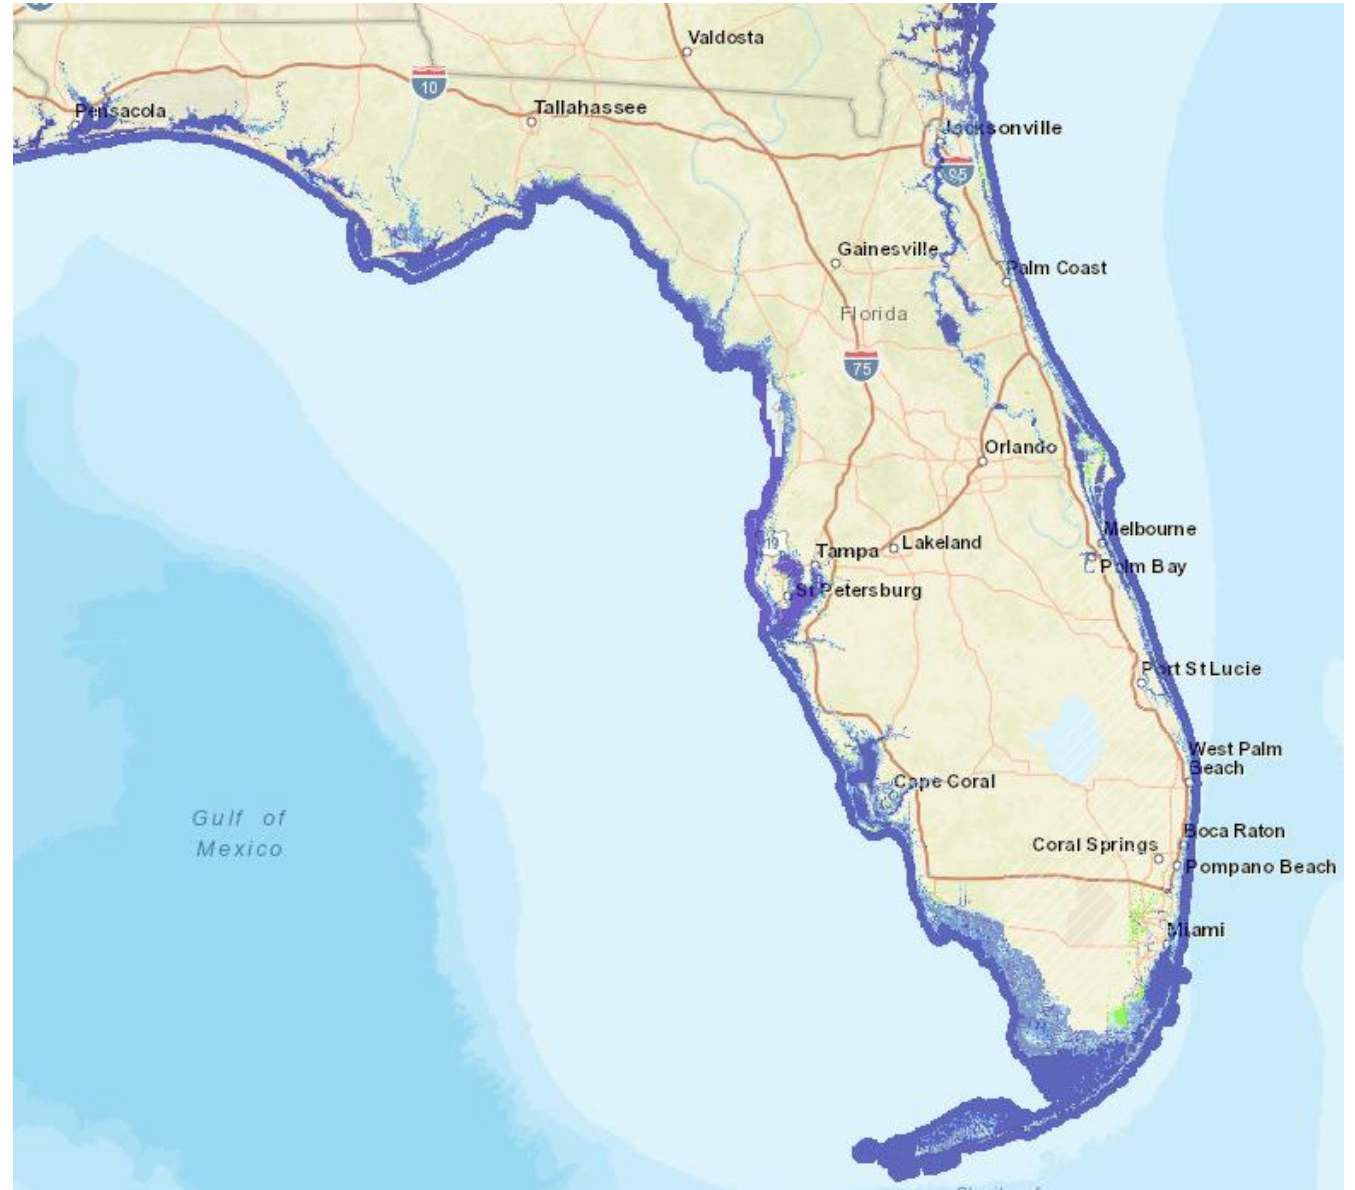 Valdosta
10
Pensacola
Tallahassee
Jacksonville
95
Gainesville
Palm Coast
Florida
75
Orlando
Melbourne
19
Tampa
Lakeland
Palm Bay
St Petersburg
Port St Lucie
West Palm
Beach
Cape Coral
Gulf of
Mexico
Boca Raton
Coral Springs
Pompano Beach
Miami